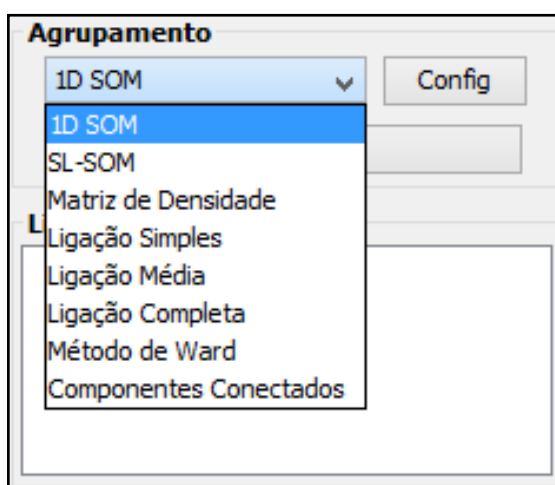 Agrupamento
1D SOM
Config
1D SOM
SL-SOM
Matriz de Densidade
Ligação Simples
Ligação Média
Ligação Completa
Método de Ward
Componentes Conectados